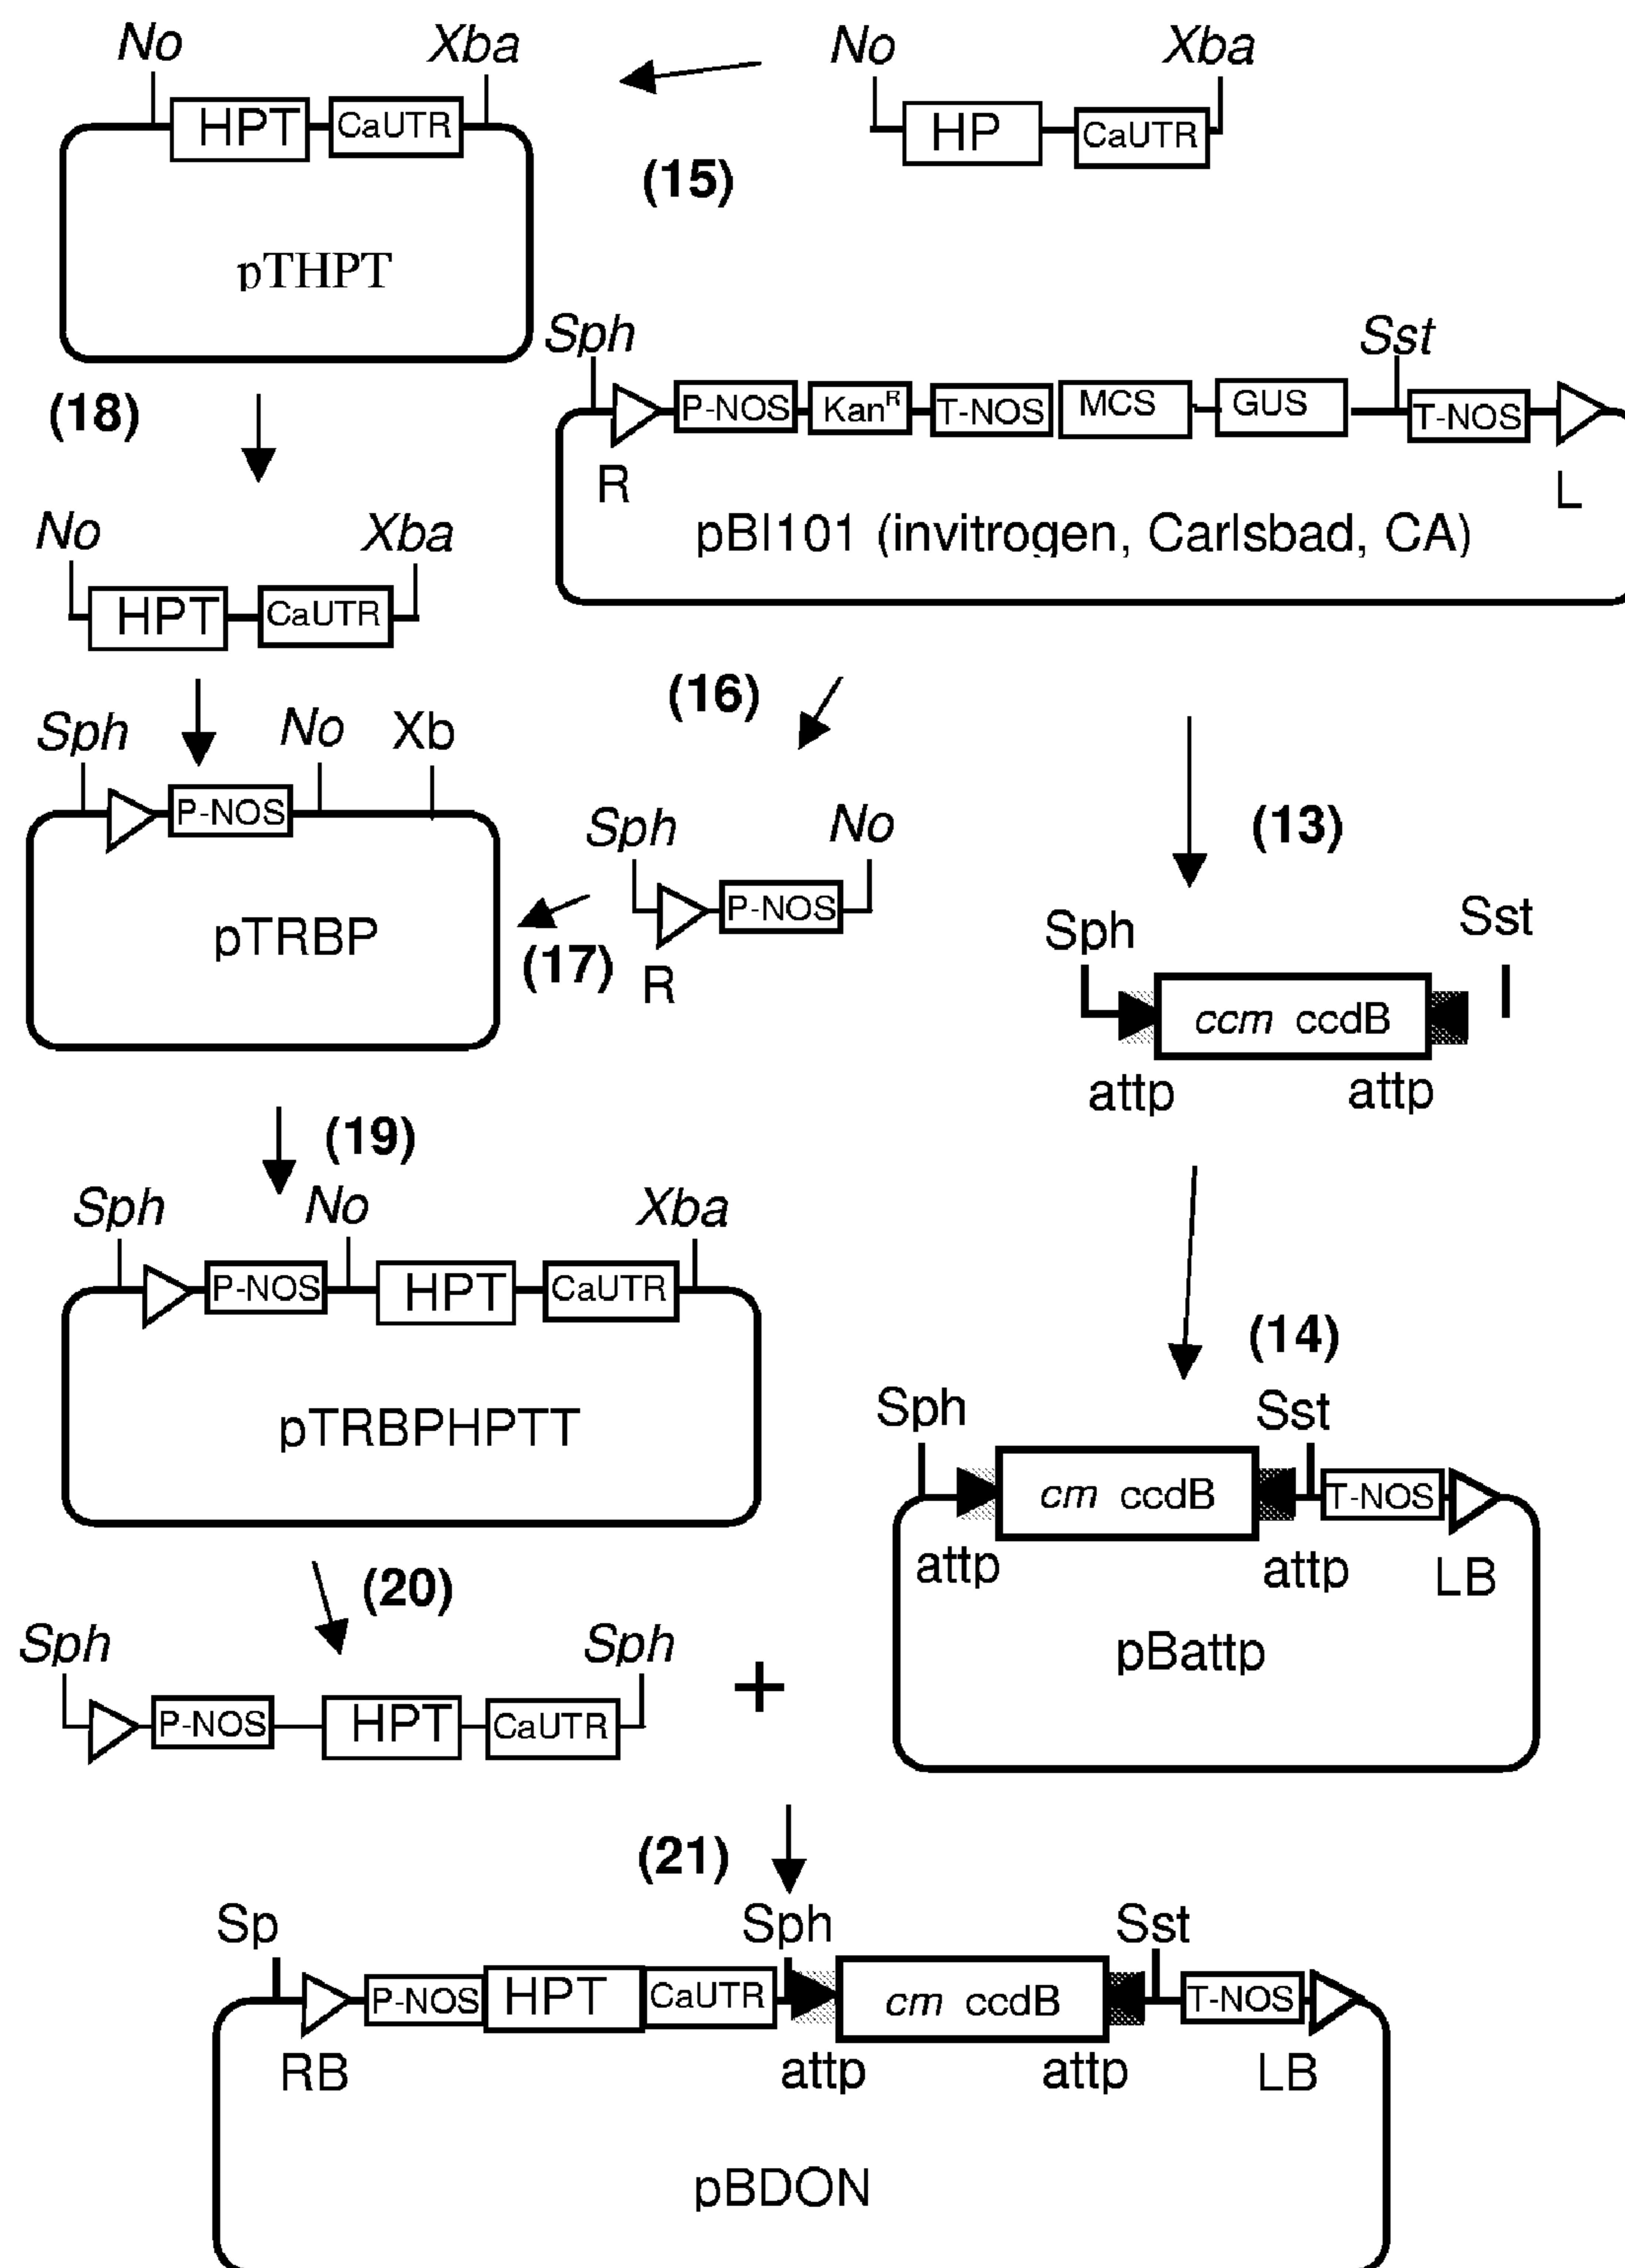 No Xba No Xba
HPT CaUTR HP CaUTR
(15)
pTHPT
Sph Sst
(18) P-NOS Kan^R T-NOS MCS GUS T-NOS
R L
No Xba pBI101 (invitrogen, Carlsbad, CA)
HPT CaUTR
(16)
Sph No Xb
P-NOS Sph No (13)
pTRBP P-NOS Sph Sst
(17) R
ccm ccdB
attp attp
(19)
Sph No Xba
P-NOS HPT CaUTR
(14)
pTRBPHPTT Sph Sst
cm ccdB T-NOS
(20) attp attp LB
Sph Sph
pBattp
P-NOS HPT CaUTR +
(21)
Sp Sph Sst
P-NOS HPT CaUTR cm ccdB T-NOS
RB attp attp LB
pBDON